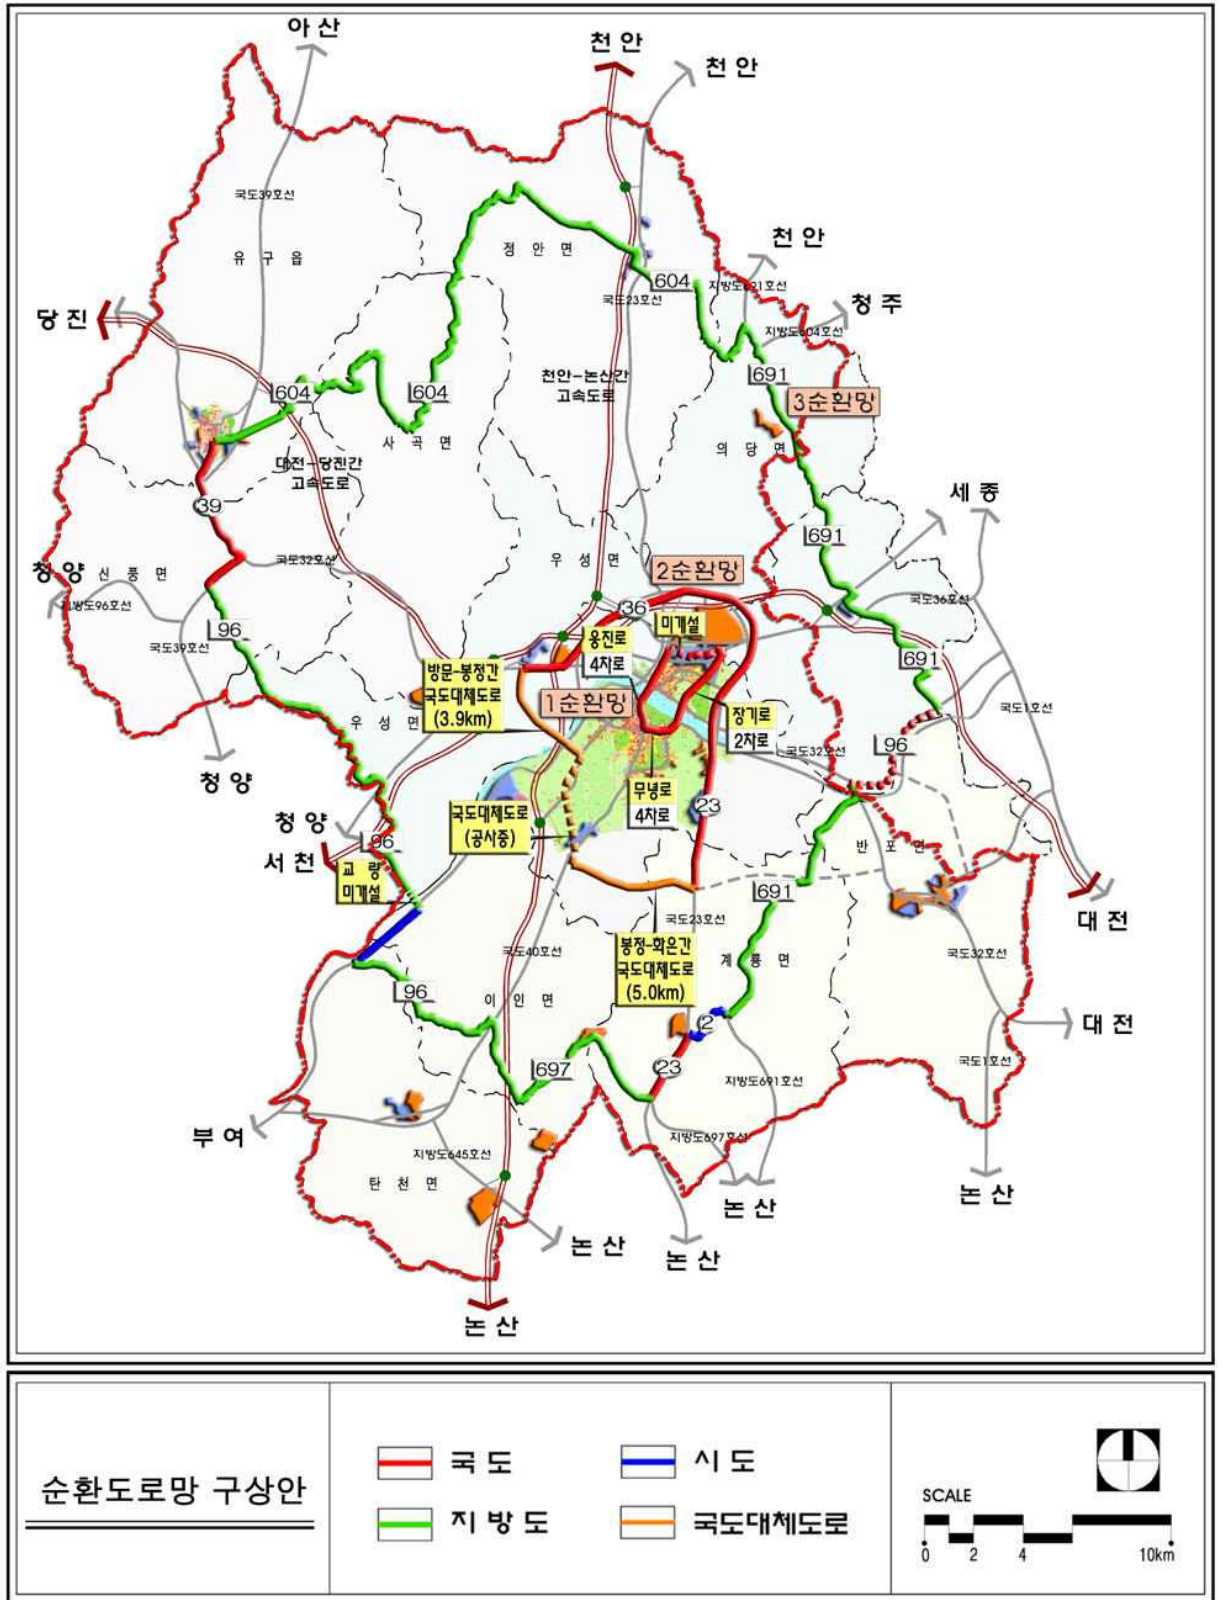 아산
천안
천안
국도39호선
유구읍
정안면
천안
604
지방도691호선
국도23호선
청주
당진
지방도604호선
604
604
천안-논산간
고속도로
691
3순환망
사곡면
의당면
대전-당진간
고속도로
세종
39
691
우성면
청양
신풍면
국도32호선
2순환망
지방도96호선
36
국도36호선
96
국도39호선
웅진로
4차로
미개설
691
방문-봉정간
국도대체도로
(3.9km)
1순환망
우성면
장기로
2차로
국도1호선
국도32호선
96
청양
무녕로
4차로
23
국도대체도로
(공사중)
청양
서천
96
교량
미개설
반포면
691
대전
국도23호선
국도40호선
봉정-화은간
국도대체도로
(5.0km)
계룡면
국도32호선
96
이인면
2
대전
697
23
국도1호선
지방도691호선
부여
지방도697호선
지방도645호선
탄천면
논산
논산
논산
논산
논산
순환도로망 구상안
국도
시도
지방도
국도대체도로
SCALE
0 2 4 10km